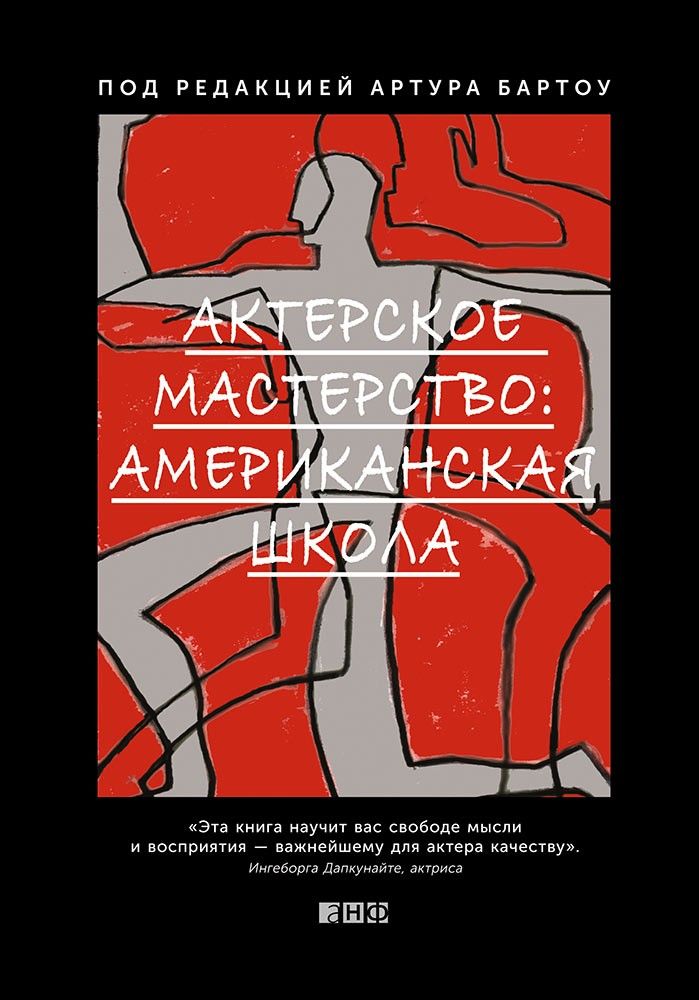 ПОД РЕДАКЦИЕЙ АРТУРА БАРТОУ
АКТЕРСКОЕ
МАСТЕРСТВО:
АМЕРИКАНСКАЯ
ШКОЛА
«Эта книга научит вас свободе мысли
и восприятия — важнейшему для актера качеству».
Ингеборга Дапкунайте, актриса
анф